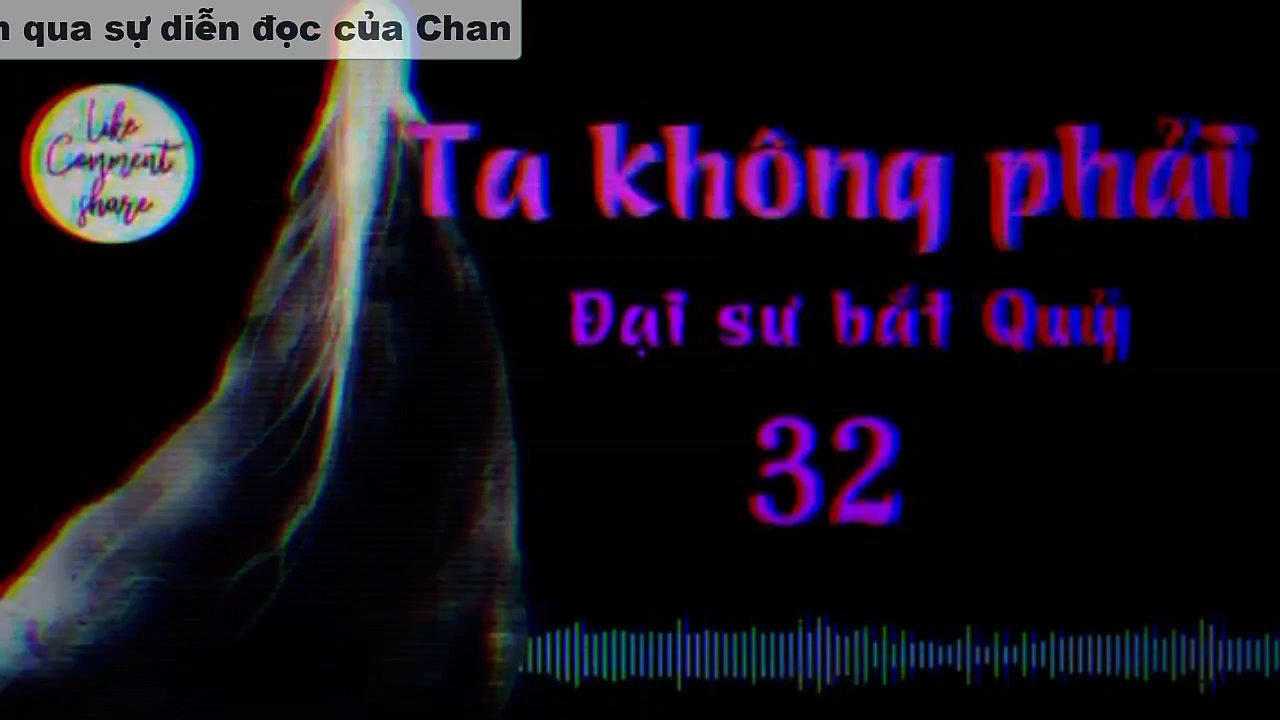 qua sự diễn đọc của Chan
Like
Comment
share
Ta không phải
Đại sư bắt Quỷ
32